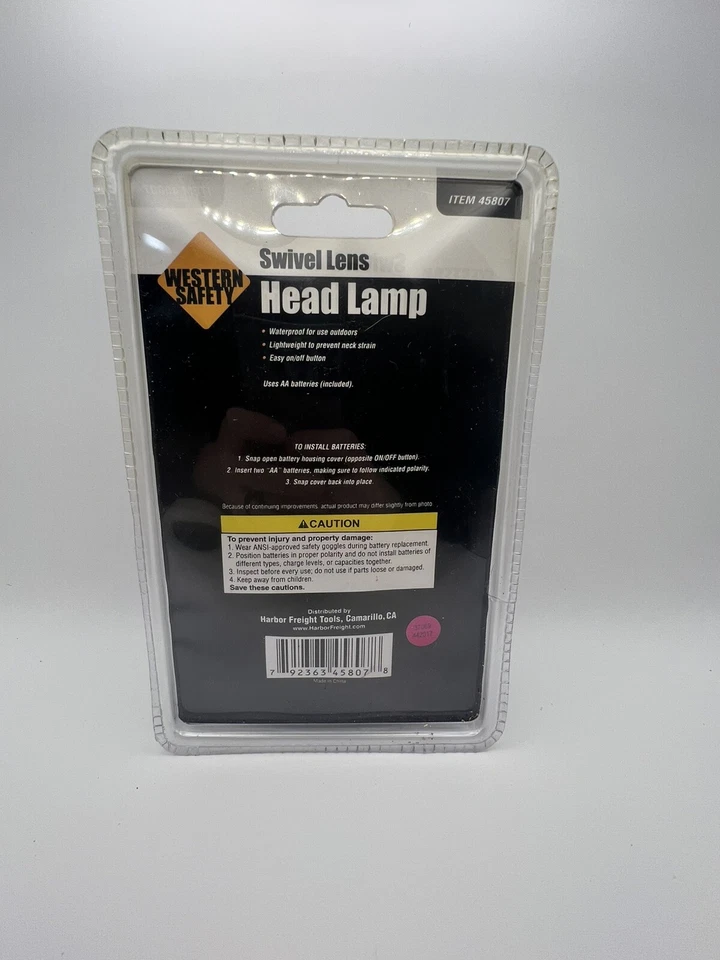 ITEM 45807
WESTERN
SAFETY
Swivel Lens
Head Lamp
• Waterproof for use outdoors
• Lightweight to prevent neck strain
• Easy on/off button
Uses AA batteries (included).
TO INSTALL BATTERIES:
1. Snap open battery housing cover (opposite ON/OFF button).
2. Insert two "AA" batteries, making sure to follow indicated polarity.
3. Snap cover back into place.
Because of continuing improvements, actual product may differ slightly from photo.
⚠CAUTION
To prevent injury and property damage:
1. Wear ANSI-approved safety goggles during battery replacement.
2. Position batteries in proper polarity and do not install batteries of
different types, charge levels, or capacities together.
3. Inspect before every use; do not use if parts loose or damaged.
4. Keep away from children.
Save these cautions.
Distributed by
Harbor Freight Tools, Camarillo, CA
www.HarborFreight.com
7 92363 45807 8
Made in China